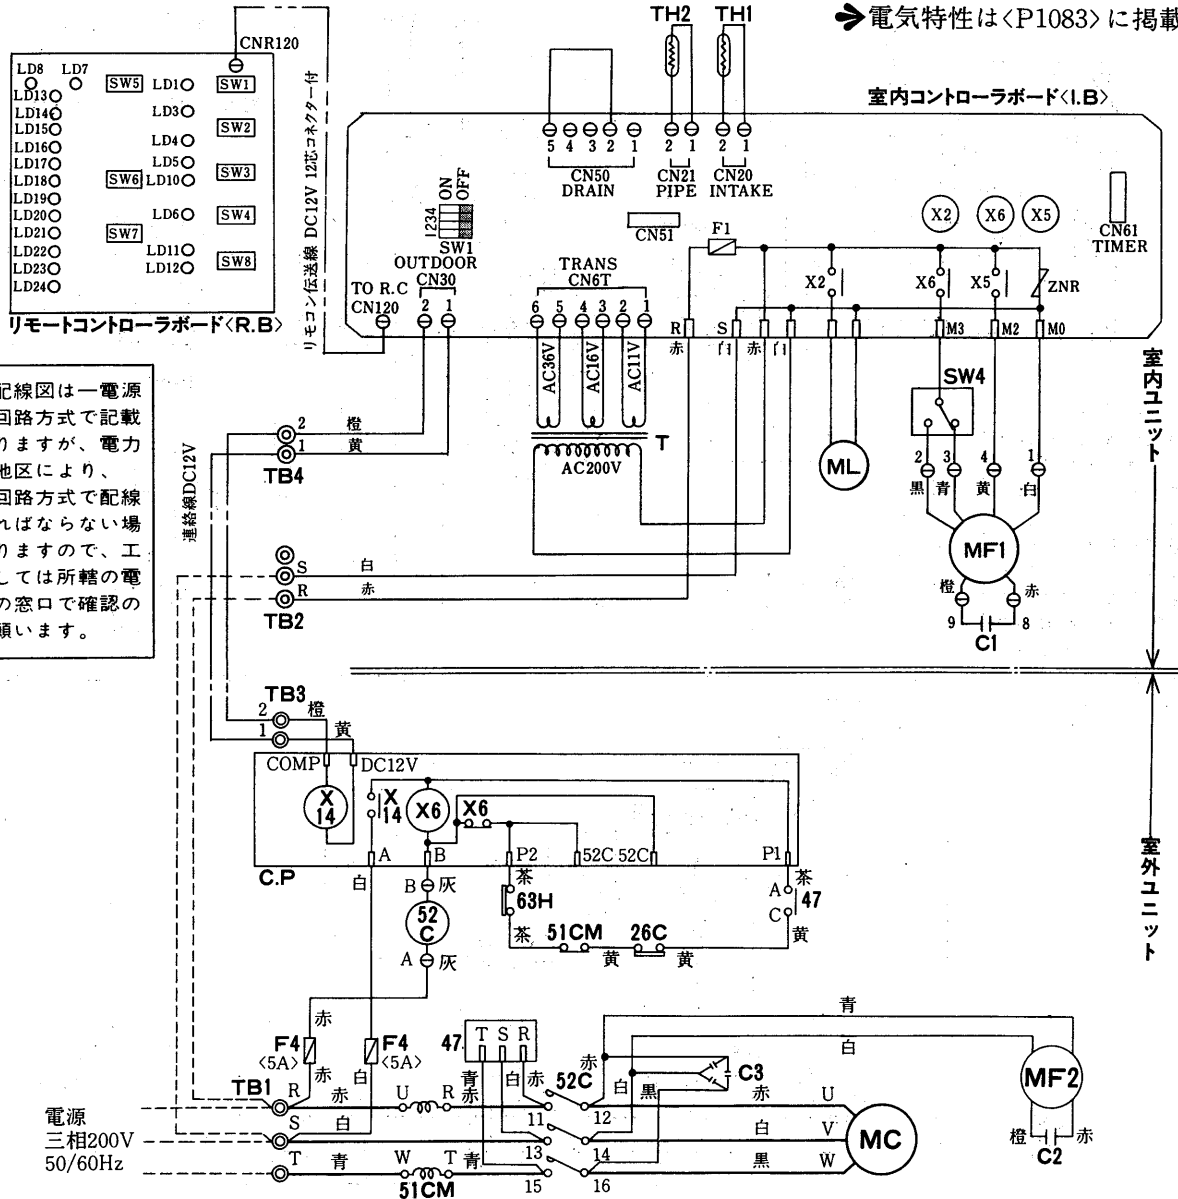 TH2 TH1
➔電気特性は<P1083>に掲載
CNR120
LD8 LD7
SW5 LD1 SW1
LD13
LD14 LD3
LD15 SW2
LD16 LD4
LD17 LD5 SW3
LD18 SW6 LD10
LD19
LD20 LD6 SW4
LD21 SW7
LD22 LD11
LD23 LD12 SW8
LD24
リモートコントローラボード<R.B>
リモコン伝送線 DC12V 12芯コネクター付
室内コントローラボード<I.B>
5 4 3 2 1
CN50
DRAIN
2 1
CN21
PIPE
2 1
CN20
INTAKE
ON
OFF
1234
SW1
OUTDOOR
CN30
2 1
TO R.C
CN120
CN51
F1
X2 X6 X5
CN61
TIMER
TRANS
CN6T
6 5 4 3 2 1
X2 X6 X5 ZNR
R S
M3 M2 M0
赤 赤
AC36V AC16V AC11V
T
AC200V
SW4
ML
2 3 4 1
黒 青 黄 白
MF1
橙 赤
9 8
C1
室内ユニット
配線図は一電源
回路方式で記載
りますが、電力
地区により、
回路方式で配線
ればならない場
りますので、工
しては所轄の電
の窓口で確認の
願います。
連絡線DC12V
2 橙
1 黄
TB4
S 白
R 赤
TB2
TB3
2 橙
1 黄
COMP DC12V
X
14
X
14
X6 X6
A B P2 52C 52C P1
C.P
白
B 灰
52
C
A 灰
茶
63H
茶
51CM 黄 26C 黄
茶
A
C
47
黄
室外ユニット
赤 F4
<5A>
赤
F4
<5A>
白
47 T S R
青 白 赤
52C
赤 白 黒
C3
青
白
MF2
橙 赤
C2
TB1
R 赤 U R 赤 11 12 赤 U
S 白 13 14 白 V
T 青 W T 青 15 16 黒 W
51CM
MC
電源
三相200V
50/60Hz